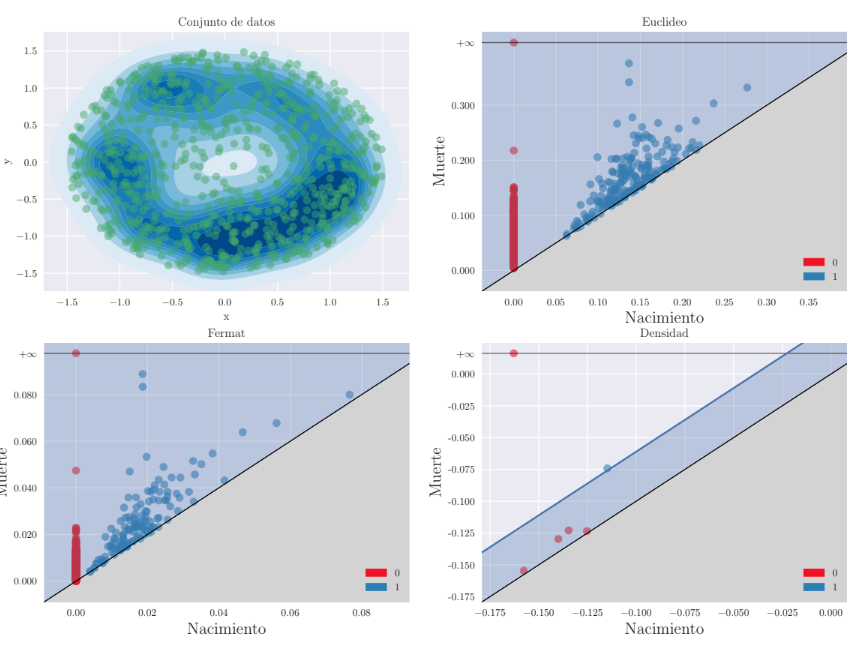 Conjunto de datos
1.5
1.0
0.5
0.0
−0.5
−1.0
−1.5
y
−1.5 −1.0 −0.5 0.0 0.5 1.0 1.5
x
Euclideo
+∞
0.300
0.200
0.100
0.000
Muerte
0.00 0.05 0.10 0.15 0.20 0.25 0.30 0.35
Nacimiento
0
1
Fermat
+∞
0.080
0.060
0.040
0.020
0.000
Muerte
0.00 0.02 0.04 0.06 0.08
Nacimiento
0
1
Densidad
+∞
0.000
-0.025
-0.050
-0.075
-0.100
-0.125
-0.150
-0.175
Muerte
−0.175 −0.150 −0.125 −0.100 −0.075 −0.050 −0.025 0.000
Nacimiento
0
1